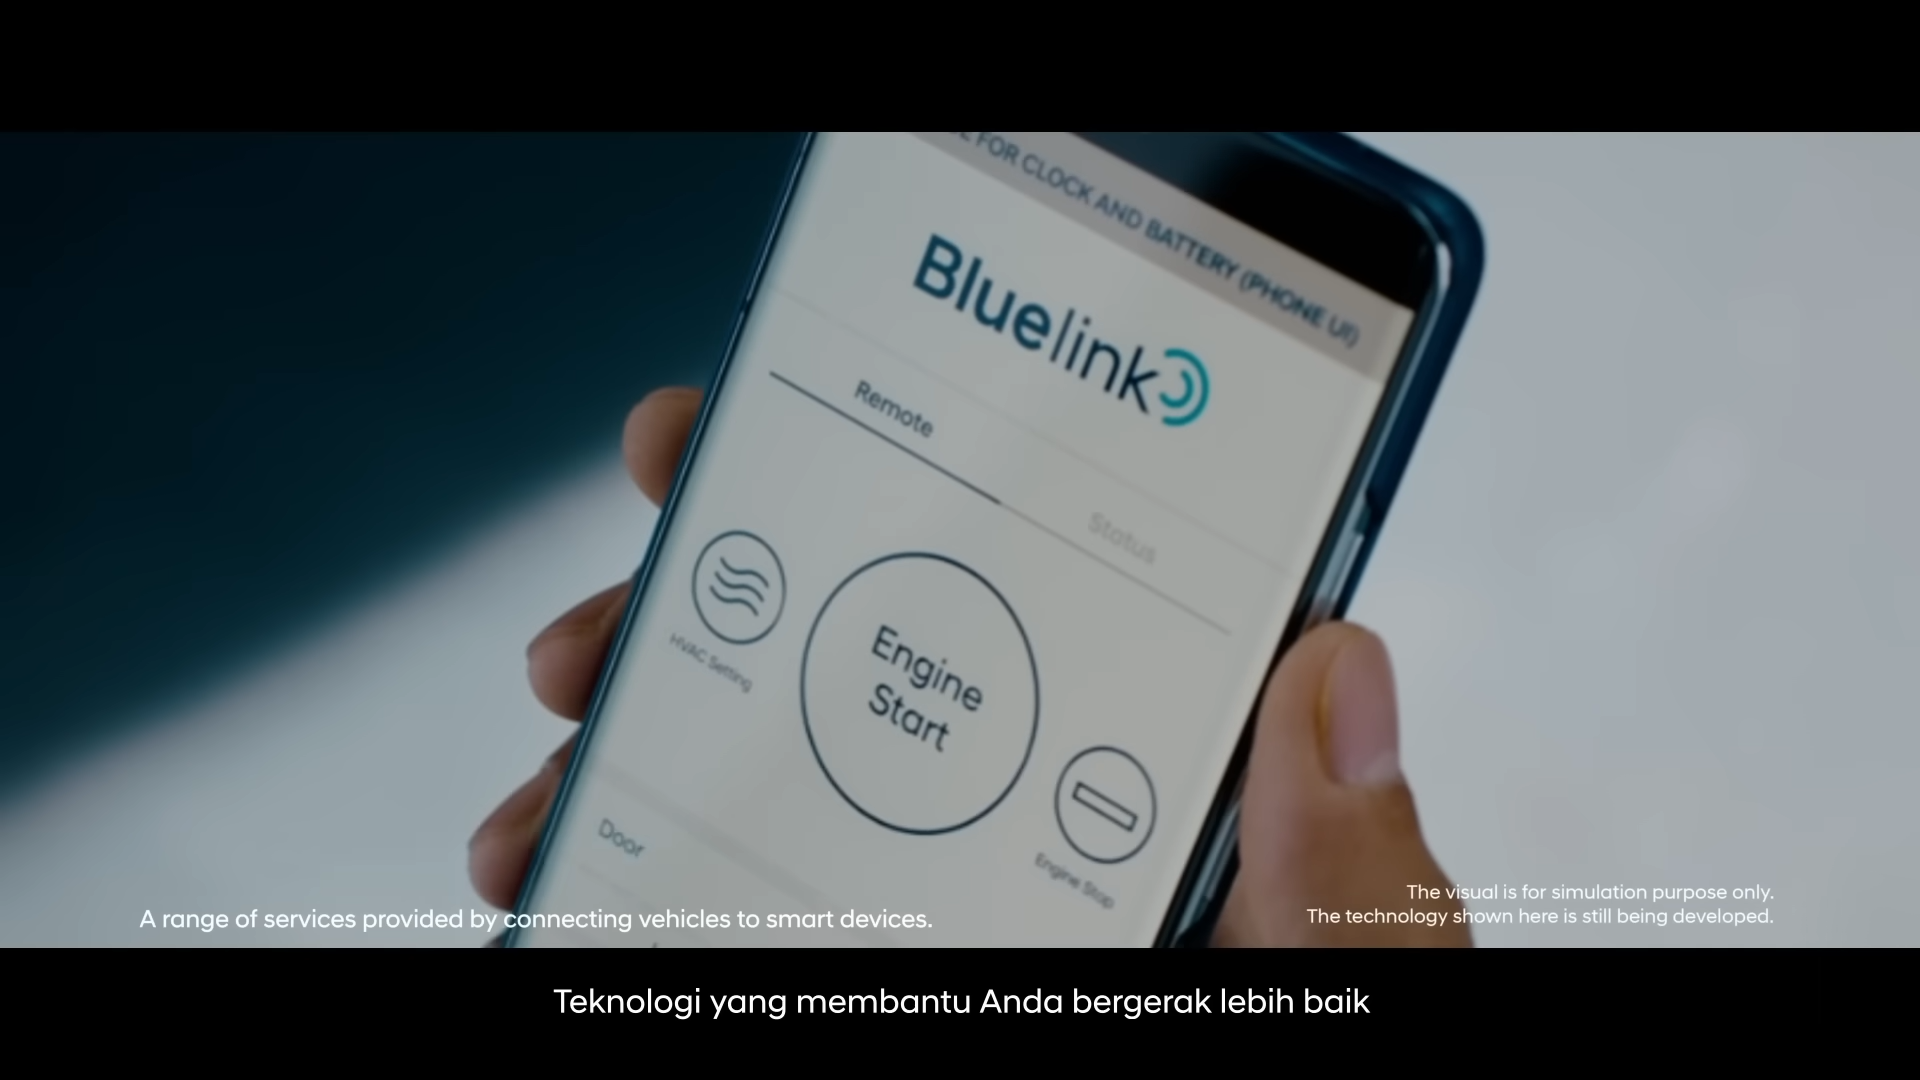 FOR CLOCK AND BATTERY (PHONE UI)
Bluelink
Remote
Status
HVAC Setting
Engine
Start
Engine Stop
Door
A range of services provided by connecting vehicles to smart devices.
The visual is for simulation purpose only.
The technology shown here is still being developed.
Teknologi yang membantu Anda bergerak lebih baik